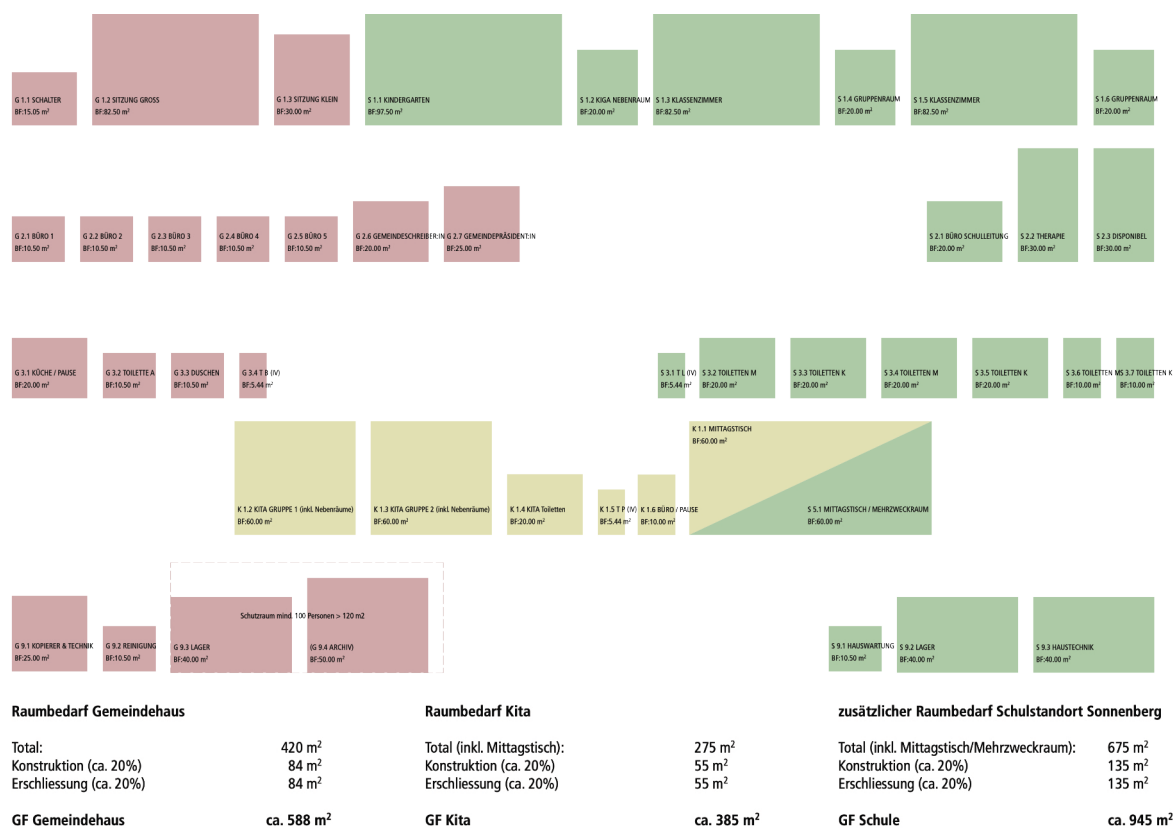 G 1.1 SCHALTER
BF:15.05 m²
G 1.2 SITZUNG GROSS
BF:82.50 m²
G 1.3 SITZUNG KLEIN
BF:30.00 m²
S 1.1 KINDERGARTEN
BF:97.50 m²
S 1.2 KIGA NEBENRAUM
BF:20.00 m²
S 1.3 KLASSENZIMMER
BF:82.50 m²
S 1.4 GRUPPENRAUM
BF:20.00 m²
S 1.5 KLASSENZIMMER
BF:82.50 m²
S 1.6 GRUPPENRAUM
BF:20.00 m²
G 2.1 BÜRO 1
BF:10.50 m²
G 2.2 BÜRO 2
BF:10.50 m²
G 2.3 BÜRO 3
BF:10.50 m²
G 2.4 BÜRO 4
BF:10.50 m²
G 2.5 BÜRO 5
BF:10.50 m²
G 2.6 GEMEINDESCHREIBER:IN
BF:20.00 m²
G 2.7 GEMEINDEPRÄSIDENT:IN
BF:25.00 m²
S 2.1 BÜRO SCHULLEITUNG
BF:20.00 m²
S 2.2 THERAPIE
BF:30.00 m²
S 2.3 DISPONIBEL
BF:30.00 m²
G 3.1 KÜCHE / PAUSE
BF:20.00 m²
G 3.2 TOILETTE A
BF:10.50 m²
G 3.3 DUSCHEN
BF:10.50 m²
G 3.4 T B (IV)
BF:5.44 m²
S 3.1 T L (IV)
BF:5.44 m²
S 3.2 TOILETTEN M
BF:20.00 m²
S 3.3 TOILETTEN K
BF:20.00 m²
S 3.4 TOILETTEN M
BF:20.00 m²
S 3.5 TOILETTEN K
BF:20.00 m²
S 3.6 TOILETTEN M
BF:10.00 m²
S 3.7 TOILETTEN K
BF:10.00 m²
K 1.2 KITA GRUPPE 1 (inkl. Nebenräume)
BF:60.00 m²
K 1.3 KITA GRUPPE 2 (inkl. Nebenräume)
BF:60.00 m²
K 1.4 KITA Toiletten
BF:20.00 m²
K 1.5 T P (IV)
BF:5.44 m²
K 1.6 BÜRO / PAUSE
BF:10.00 m²
K 1.1 MITTAGSTISCH
BF:60.00 m²
S 5.1 MITTAGSTISCH / MEHRZWECKRAUM
BF:60.00 m²
G 9.1 KOPIERER & TECHNIK
BF:25.00 m²
G 9.2 REINIGUNG
BF:10.50 m²
Schutzraum mind. 100 Personen > 120 m2
G 9.3 LAGER
BF:40.00 m²
(G 9.4 ARCHIV)
BF:50.00 m²
S 9.1 HAUSWARTUNG
BF:10.50 m²
S 9.2 LAGER
BF:40.00 m²
S 9.3 HAUSTECHNIK
BF:40.00 m²
Raumbedarf Gemeindehaus
Total: 420 m²
Konstruktion (ca. 20%) 84 m²
Erschliessung (ca. 20%) 84 m²
GF Gemeindehaus ca. 588 m²
Raumbedarf Kita
Total (inkl. Mittagstisch): 275 m²
Konstruktion (ca. 20%) 55 m²
Erschliessung (ca. 20%) 55 m²
GF Kita ca. 385 m²
zusätzlicher Raumbedarf Schulstandort Sonnenberg
Total (inkl. Mittagstisch/Mehrzweckraum): 675 m²
Konstruktion (ca. 20%) 135 m²
Erschliessung (ca. 20%) 135 m²
GF Schule ca. 945 m²